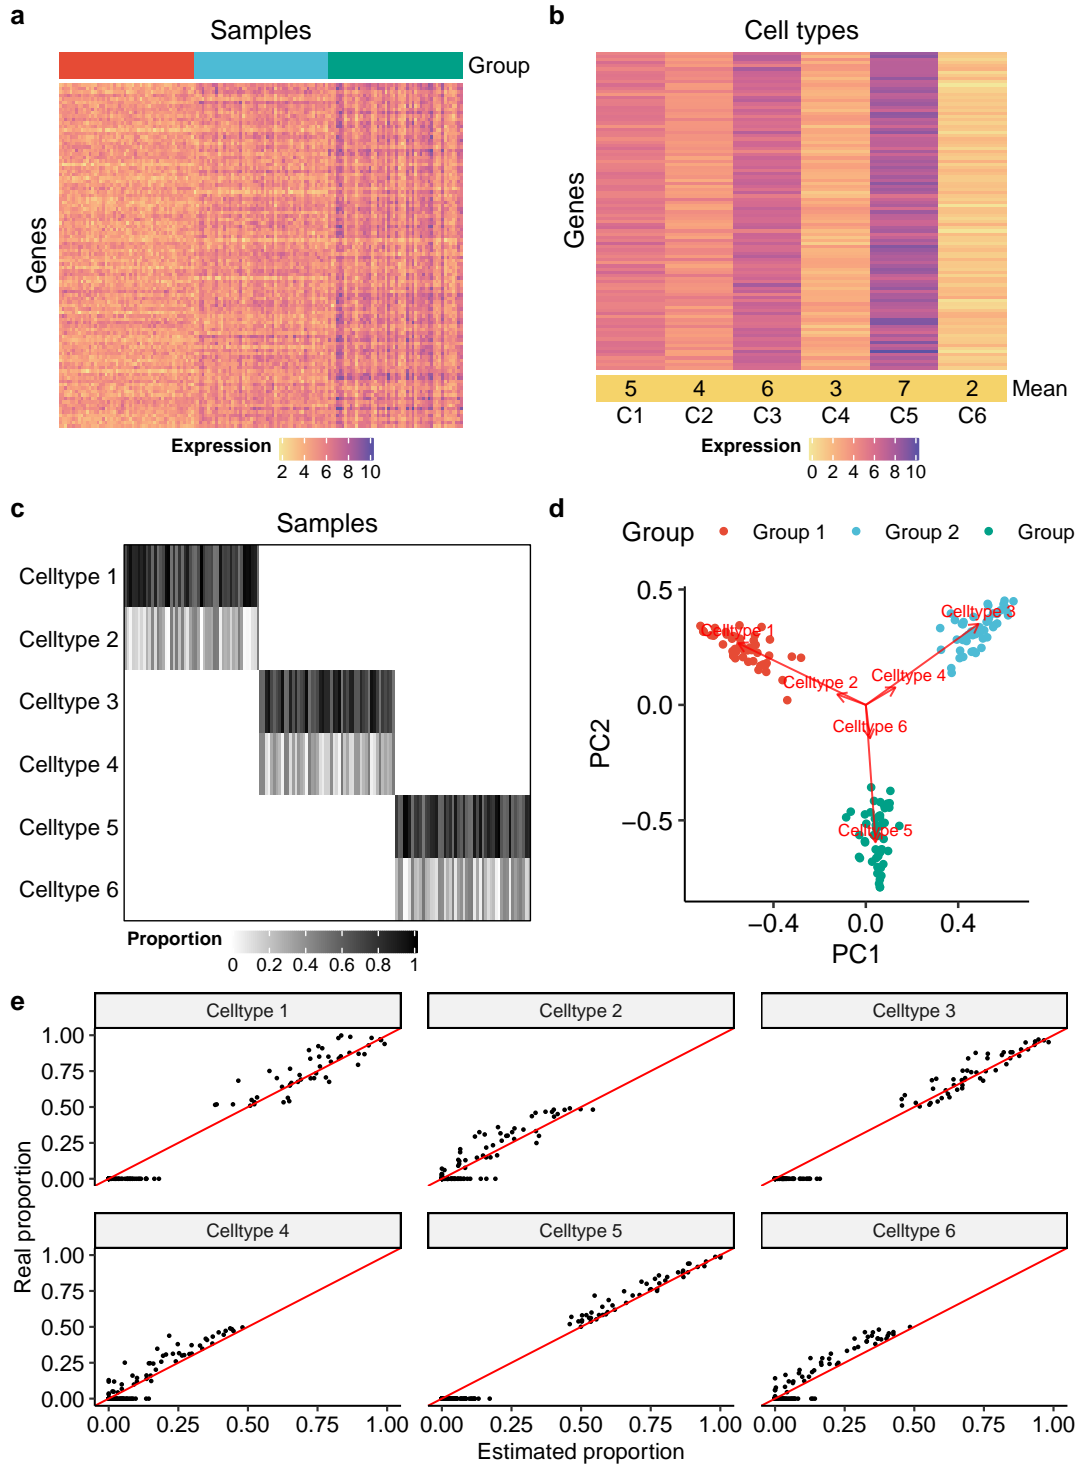 a
Samples
Group
Genes
Expression
2 4 6 8 10
b
Cell types
Genes
5 4 6 3 7 2 Mean
C1 C2 C3 C4 C5 C6
Expression
0 2 4 6 8 10
c
Samples
Celltype 1
Celltype 2
Celltype 3
Celltype 4
Celltype 5
Celltype 6
Proportion
0 0.2 0.4 0.6 0.8 1
d
Group Group 1 Group 2 Group
0.5
0.0
−0.5
PC2
Celltype 1
Celltype 2
Celltype 3
Celltype 4
Celltype 6
Celltype 5
−0.4 0.0 0.4
PC1
e
Celltype 1 Celltype 2 Celltype 3
1.00
0.75
0.50
0.25
0.00
Real proportion
Celltype 4 Celltype 5 Celltype 6
1.00
0.75
0.50
0.25
0.00
0.00 0.25 0.50 0.75 1.00 0.00 0.25 0.50 0.75 1.00 0.00 0.25 0.50 0.75 1.00
Estimated proportion